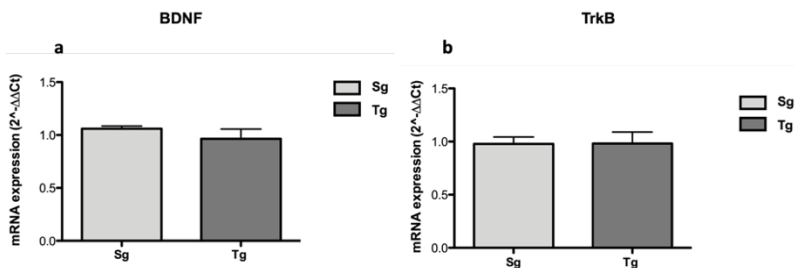 BDNF
a
mRNA expression (2^-ΔΔCt)
1.5
1.0
0.5
0.0
Sg
Tg
Sg
Tg
TrkB
b
mRNA expression (2^-ΔΔCt)
1.5
1.0
0.5
0.0
Sg
Tg
Sg
Tg